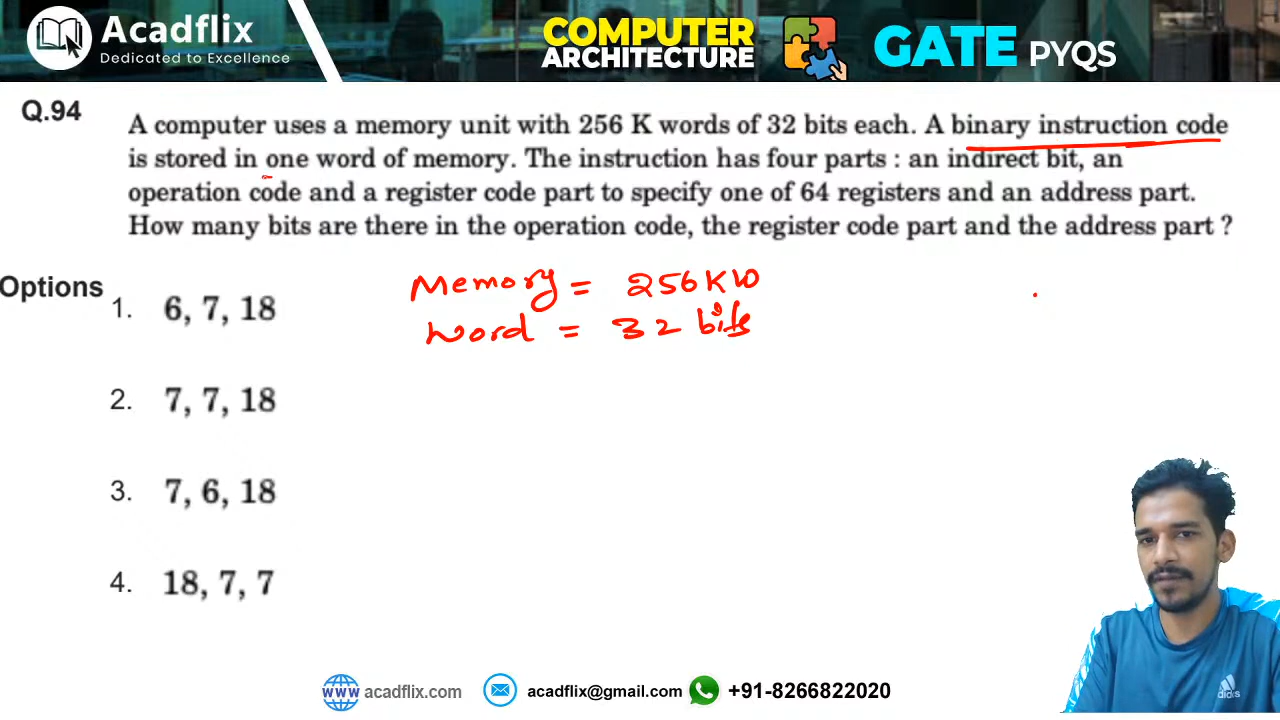 Acadflix
Dedicated to Excellence
COMPUTER
ARCHITECTURE
GATE PYQS
Q.94
A computer uses a memory unit with 256 K words of 32 bits each. A binary instruction code
is stored in one word of memory. The instruction has four parts : an indirect bit, an
operation code and a register code part to specify one of 64 registers and an address part.
How many bits are there in the operation code, the register code part and the address part ?
Options
1. 6, 7, 18
2. 7, 7, 18
3. 7, 6, 18
4. 18, 7, 7
Memory = 256KW
word = 32 bits
adidas
www acadflix.com
acadflix@gmail.com
+91-8266822020